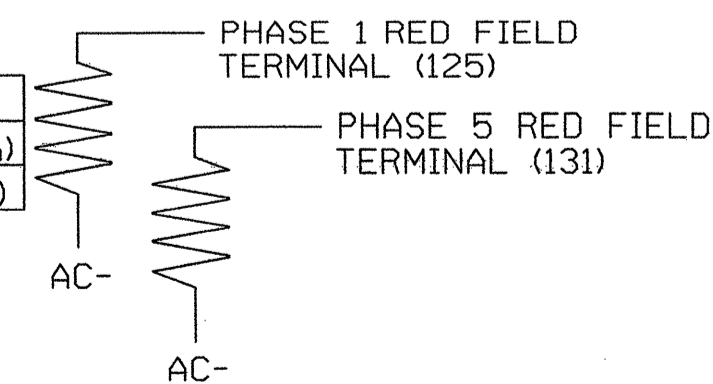 PHASE 1 RED FIELD
TERMINAL (125)
PHASE 5 RED FIELD
TERMINAL (131)
AC-
AC-